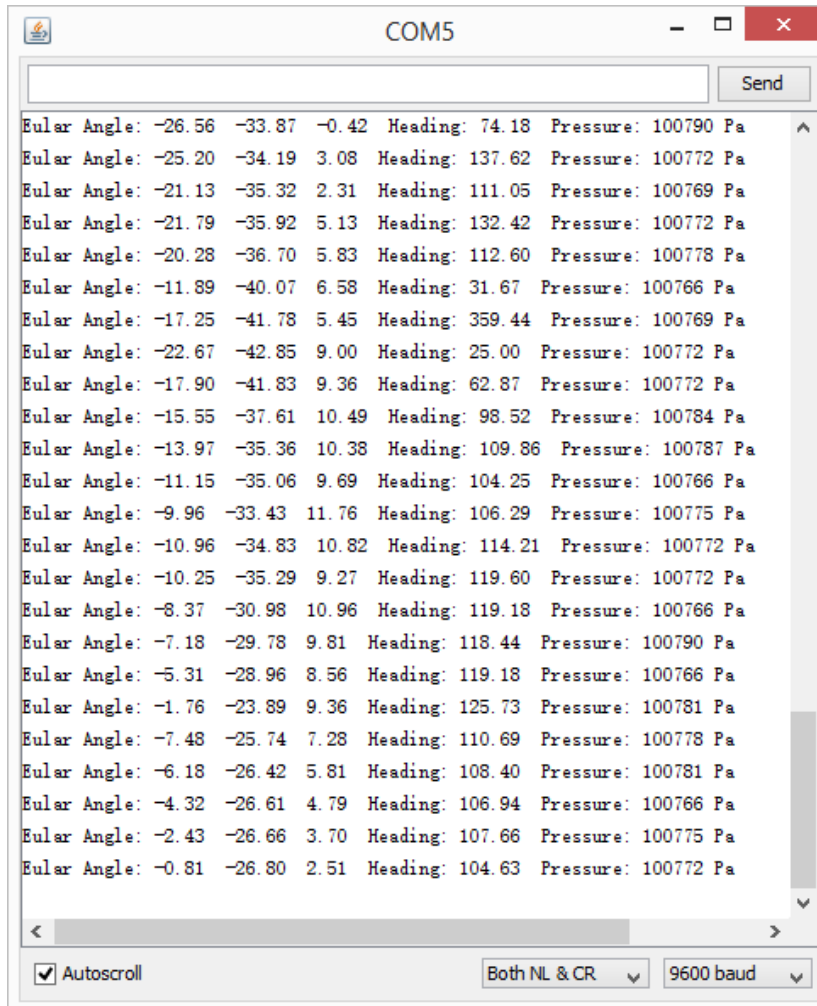 COM5
Send
Eular Angle: -26.56 -33.87 -0.42 Heading: 74.18 Pressure: 100790 Pa
Eular Angle: -25.20 -34.19 3.08 Heading: 137.62 Pressure: 100772 Pa
Eular Angle: -21.13 -35.32 2.31 Heading: 111.05 Pressure: 100769 Pa
Eular Angle: -21.79 -35.92 5.13 Heading: 132.42 Pressure: 100772 Pa
Eular Angle: -20.28 -36.70 5.83 Heading: 112.60 Pressure: 100778 Pa
Eular Angle: -11.89 -40.07 6.58 Heading: 31.67 Pressure: 100766 Pa
Eular Angle: -17.25 -41.78 5.45 Heading: 359.44 Pressure: 100769 Pa
Eular Angle: -22.67 -42.85 9.00 Heading: 25.00 Pressure: 100772 Pa
Eular Angle: -17.90 -41.83 9.36 Heading: 62.87 Pressure: 100772 Pa
Eular Angle: -15.55 -37.61 10.49 Heading: 98.52 Pressure: 100784 Pa
Eular Angle: -13.97 -35.36 10.38 Heading: 109.86 Pressure: 100787 Pa
Eular Angle: -11.15 -35.06 9.69 Heading: 104.25 Pressure: 100766 Pa
Eular Angle: -9.96 -33.43 11.76 Heading: 106.29 Pressure: 100775 Pa
Eular Angle: -10.96 -34.83 10.82 Heading: 114.21 Pressure: 100772 Pa
Eular Angle: -10.25 -35.29 9.27 Heading: 119.60 Pressure: 100772 Pa
Eular Angle: -8.37 -30.98 10.96 Heading: 119.18 Pressure: 100766 Pa
Eular Angle: -7.18 -29.78 9.81 Heading: 118.44 Pressure: 100790 Pa
Eular Angle: -5.31 -28.96 8.56 Heading: 119.18 Pressure: 100766 Pa
Eular Angle: -1.76 -23.89 9.36 Heading: 125.73 Pressure: 100781 Pa
Eular Angle: -7.48 -25.74 7.28 Heading: 110.69 Pressure: 100778 Pa
Eular Angle: -6.18 -26.42 5.81 Heading: 108.40 Pressure: 100781 Pa
Eular Angle: -4.32 -26.61 4.79 Heading: 106.94 Pressure: 100766 Pa
Eular Angle: -2.43 -26.66 3.70 Heading: 107.66 Pressure: 100775 Pa
Eular Angle: -0.81 -26.80 2.51 Heading: 104.63 Pressure: 100772 Pa
Autoscroll Both NL & CR 9600 baud